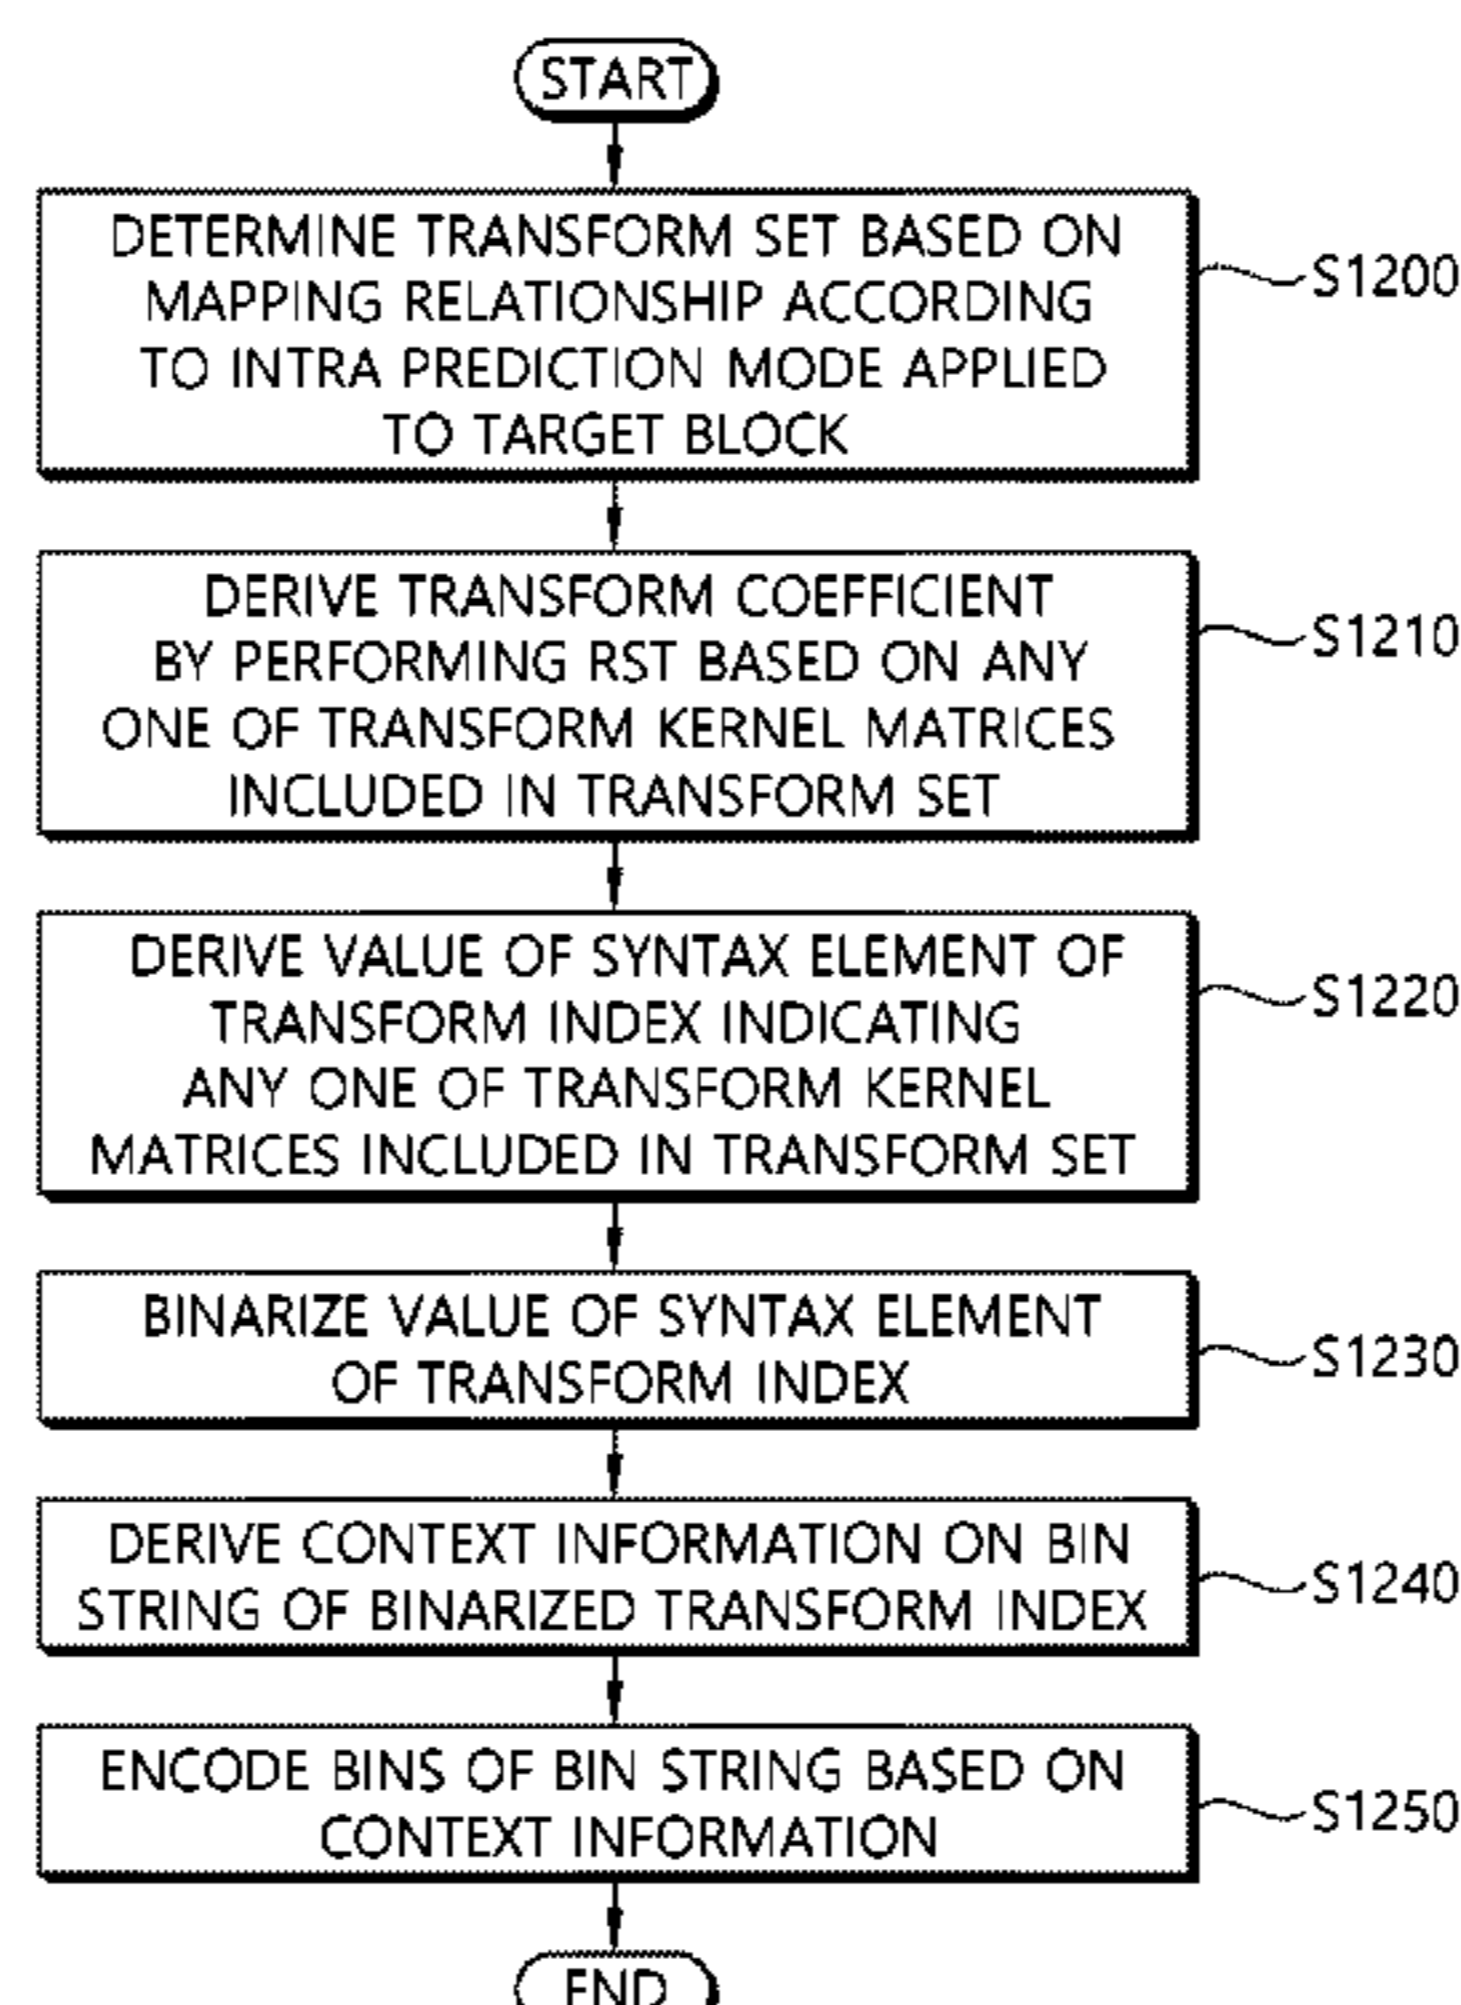 START
DETERMINE TRANSFORM SET BASED ON
MAPPING RELATIONSHIP ACCORDING
TO INTRA PREDICTION MODE APPLIED
TO TARGET BLOCK
S1200
DERIVE TRANSFORM COEFFICIENT
BY PERFORMING RST BASED ON ANY
ONE OF TRANSFORM KERNEL MATRICES
INCLUDED IN TRANSFORM SET
S1210
DERIVE VALUE OF SYNTAX ELEMENT OF
TRANSFORM INDEX INDICATING
ANY ONE OF TRANSFORM KERNEL
MATRICES INCLUDED IN TRANSFORM SET
S1220
BINARIZE VALUE OF SYNTAX ELEMENT
OF TRANSFORM INDEX
S1230
DERIVE CONTEXT INFORMATION ON BIN
STRING OF BINARIZED TRANSFORM INDEX
S1240
ENCODE BINS OF BIN STRING BASED ON
CONTEXT INFORMATION
S1250
END